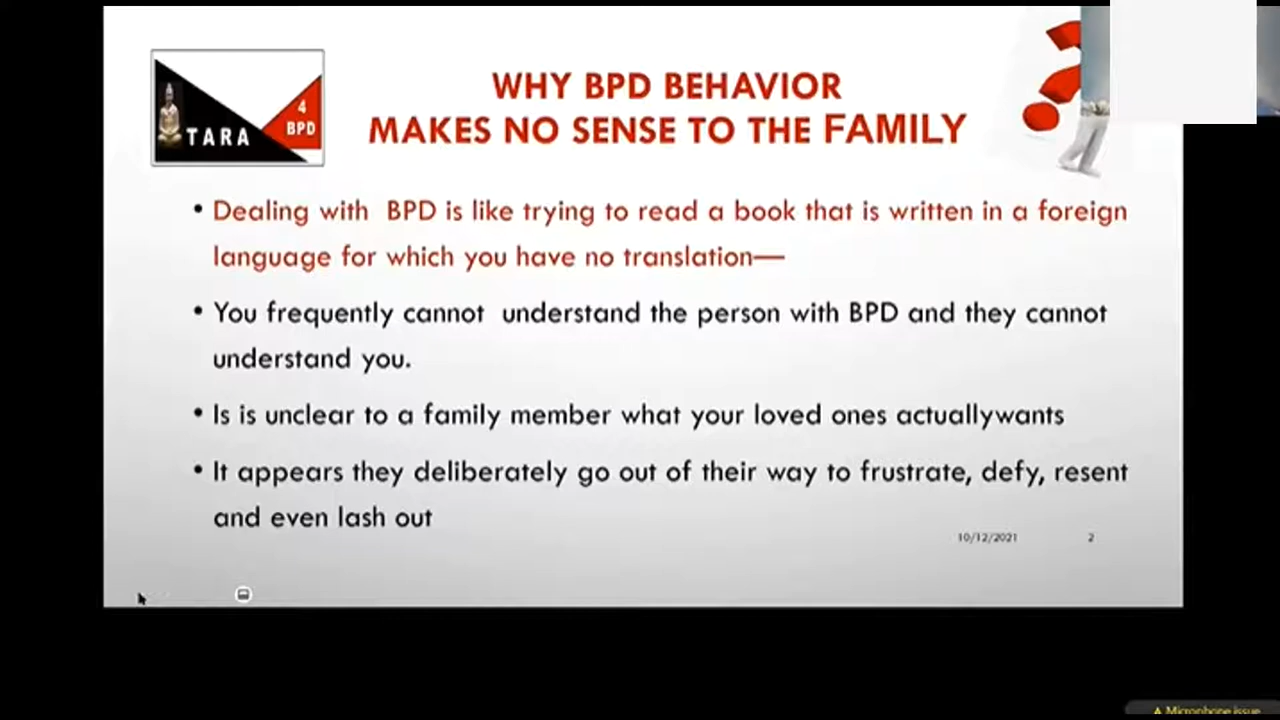 4
BPD
TARA
WHY BPD BEHAVIOR
MAKES NO SENSE TO THE FAMILY
• Dealing with BPD is like trying to read a book that is written in a foreign
language for which you have no translation—
• You frequently cannot understand the person with BPD and they cannot
understand you.
• Is is unclear to a family member what your loved ones actuallywants
• It appears they deliberately go out of their way to frustrate, defy, resent
and even lash out
10/12/2021 2
Microphone issue